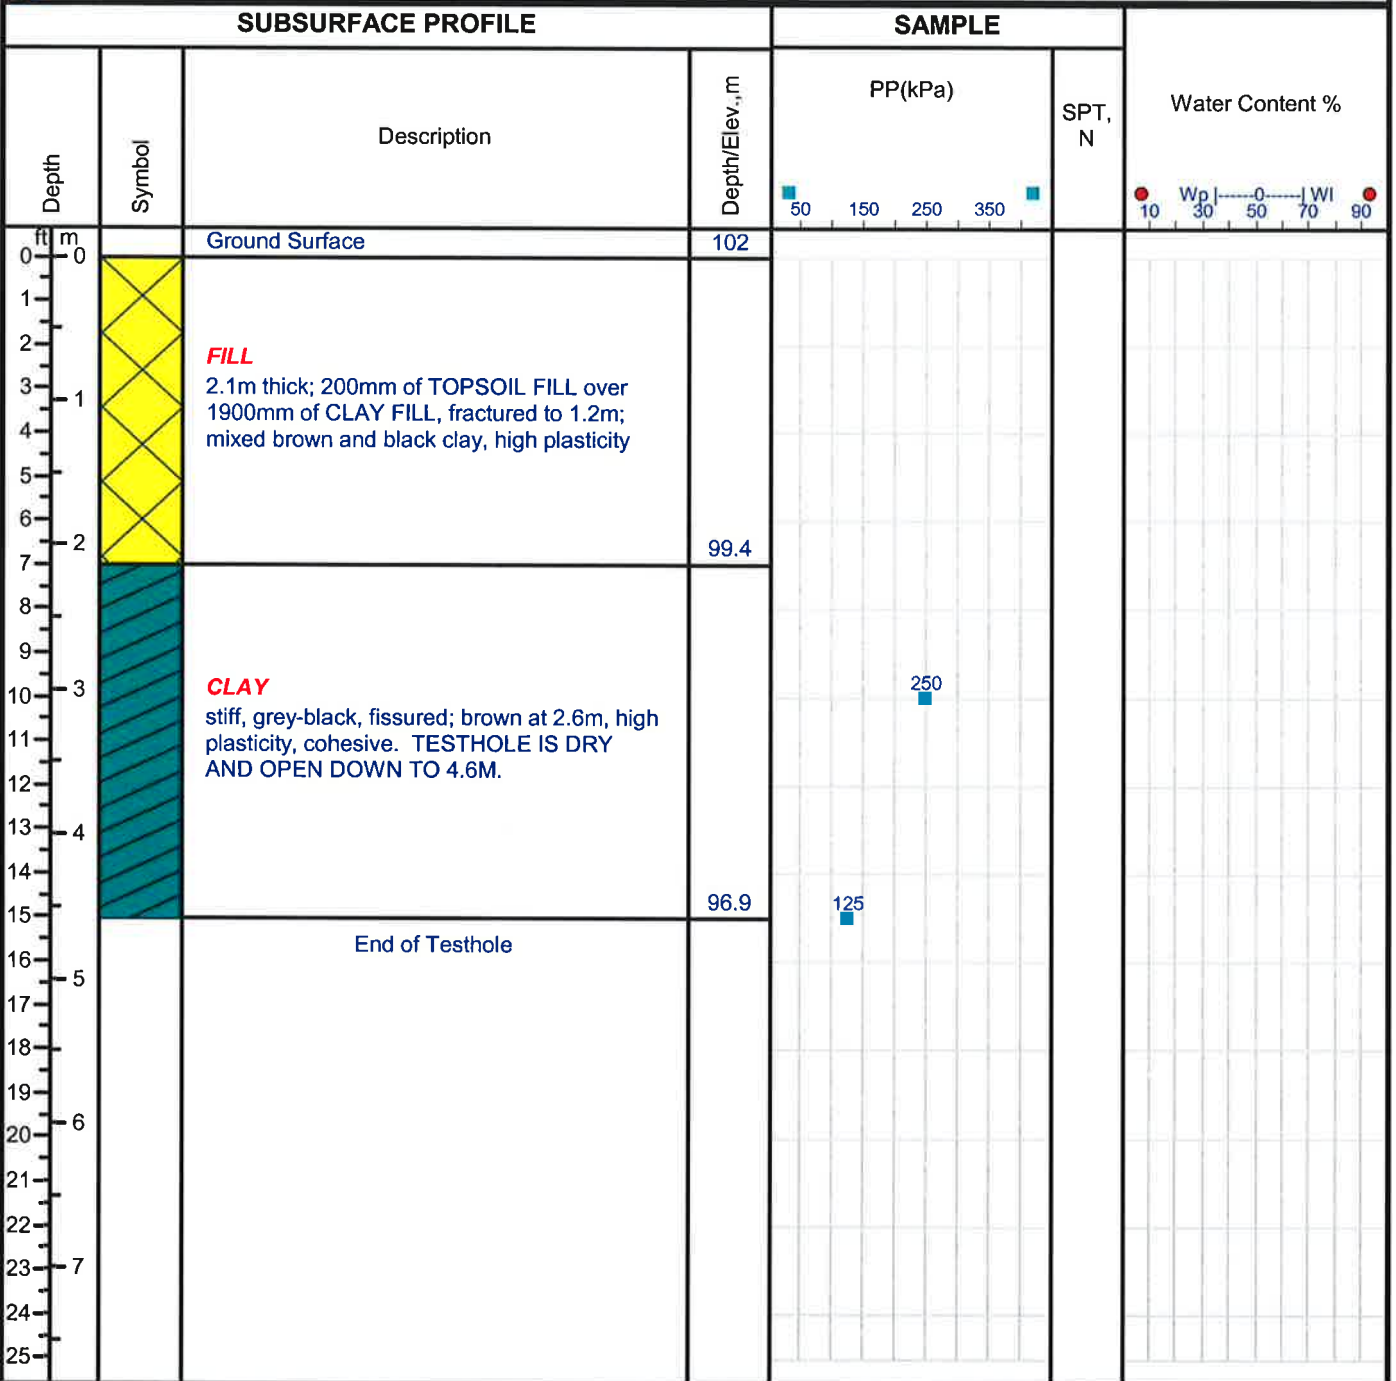 SUBSURFACE PROFILE
SAMPLE
Depth
Symbol
Description
Depth/Elev.,m
PP(kPa)
50 150 250 350
SPT,
N
Water Content %
Wp |-----0-----| Wl
10 30 50 70 90
ft m
Ground Surface
102
0 0
1
2
3
1
4
5
6
2
7
8
9
3
10
11
12
13
4
14
15
16
5
17
18
19
6
20
21
22
23
7
24
25
FILL
2.1m thick; 200mm of TOPSOIL FILL over
1900mm of CLAY FILL, fractured to 1.2m;
mixed brown and black clay, high plasticity
99.4
CLAY
stiff, grey-black, fissured; brown at 2.6m, high
plasticity, cohesive. TESTHOLE IS DRY
AND OPEN DOWN TO 4.6M.
96.9
250
125
End of Testhole